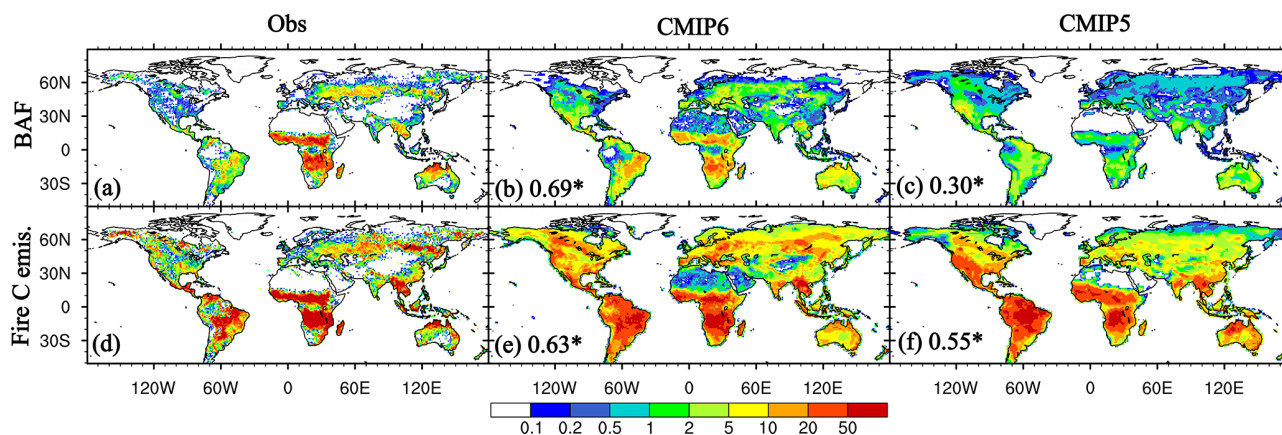 Obs CMIP6 CMIP5
BAF
60N
30N
0
30S
(a) (b) 0.69* (c) 0.30*
Fire C emis.
60N
30N
0
30S
(d) (e) 0.63* (f) 0.55*
120W 60W 0 60E 120E 120W 60W 0 60E 120E 120W 60W 0 60E 120E
0.1 0.2 0.5 1 2 5 10 20 50